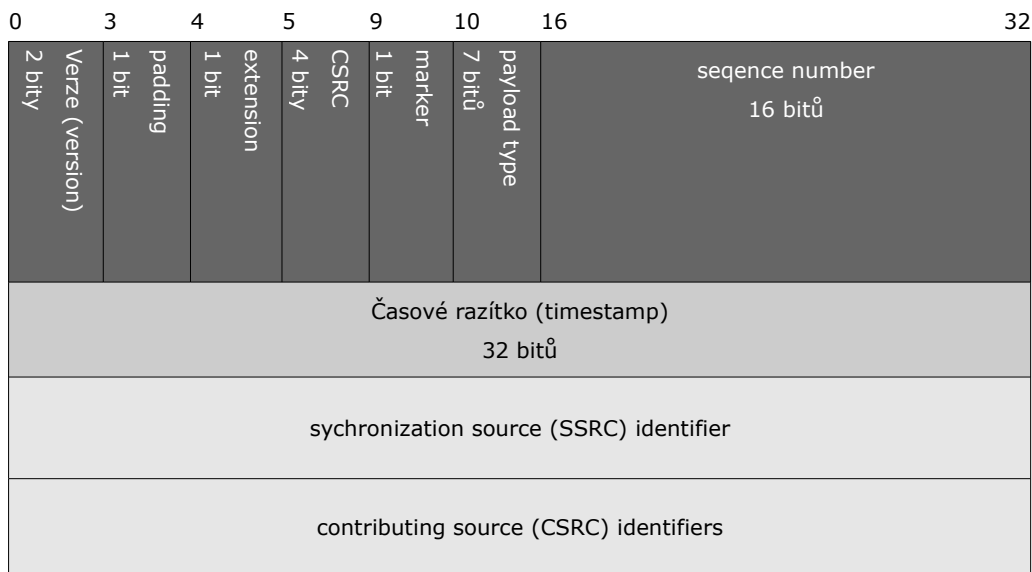 0 3 4 5 9 10 16 32
Verze (version)
2 bity
padding
1 bit
extension
1 bit
CSRC
4 bity
marker
1 bit
payload type
7 bitů
seqence number
16 bitů
Časové razítko (timestamp)
32 bitů
sychronization source (SSRC) identifier
contributing source (CSRC) identifiers